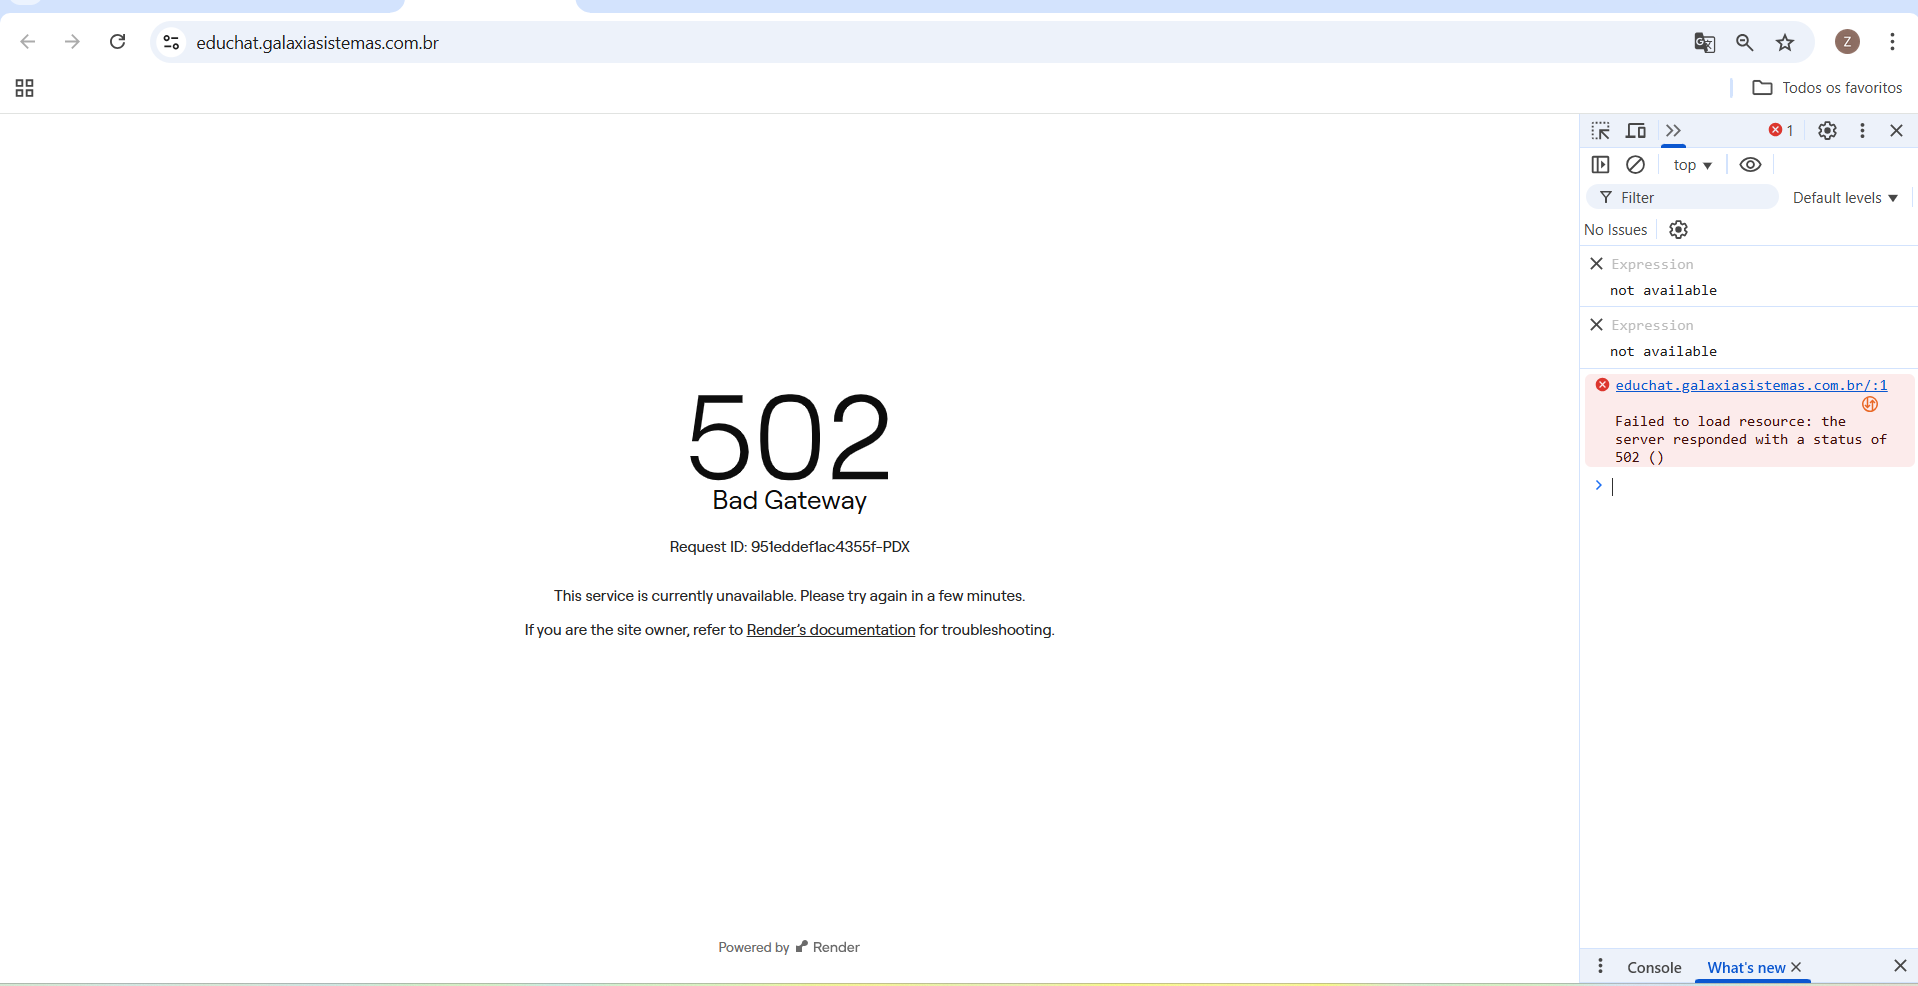 educhat.galaxiasistemas.com.br
Z
Todos os favoritos
1
top
Filter
Default levels
No Issues
Expression
not available
Expression
not available
educhat.galaxiasistemas.com.br/:1
Failed to load resource: the
server responded with a status of
502 ()
502
Bad Gateway
Request ID: 951eddef1ac4355f-PDX
This service is currently unavailable. Please try again in a few minutes.
If you are the site owner, refer to Render's documentation for troubleshooting.
Powered by Render
Console
What's new